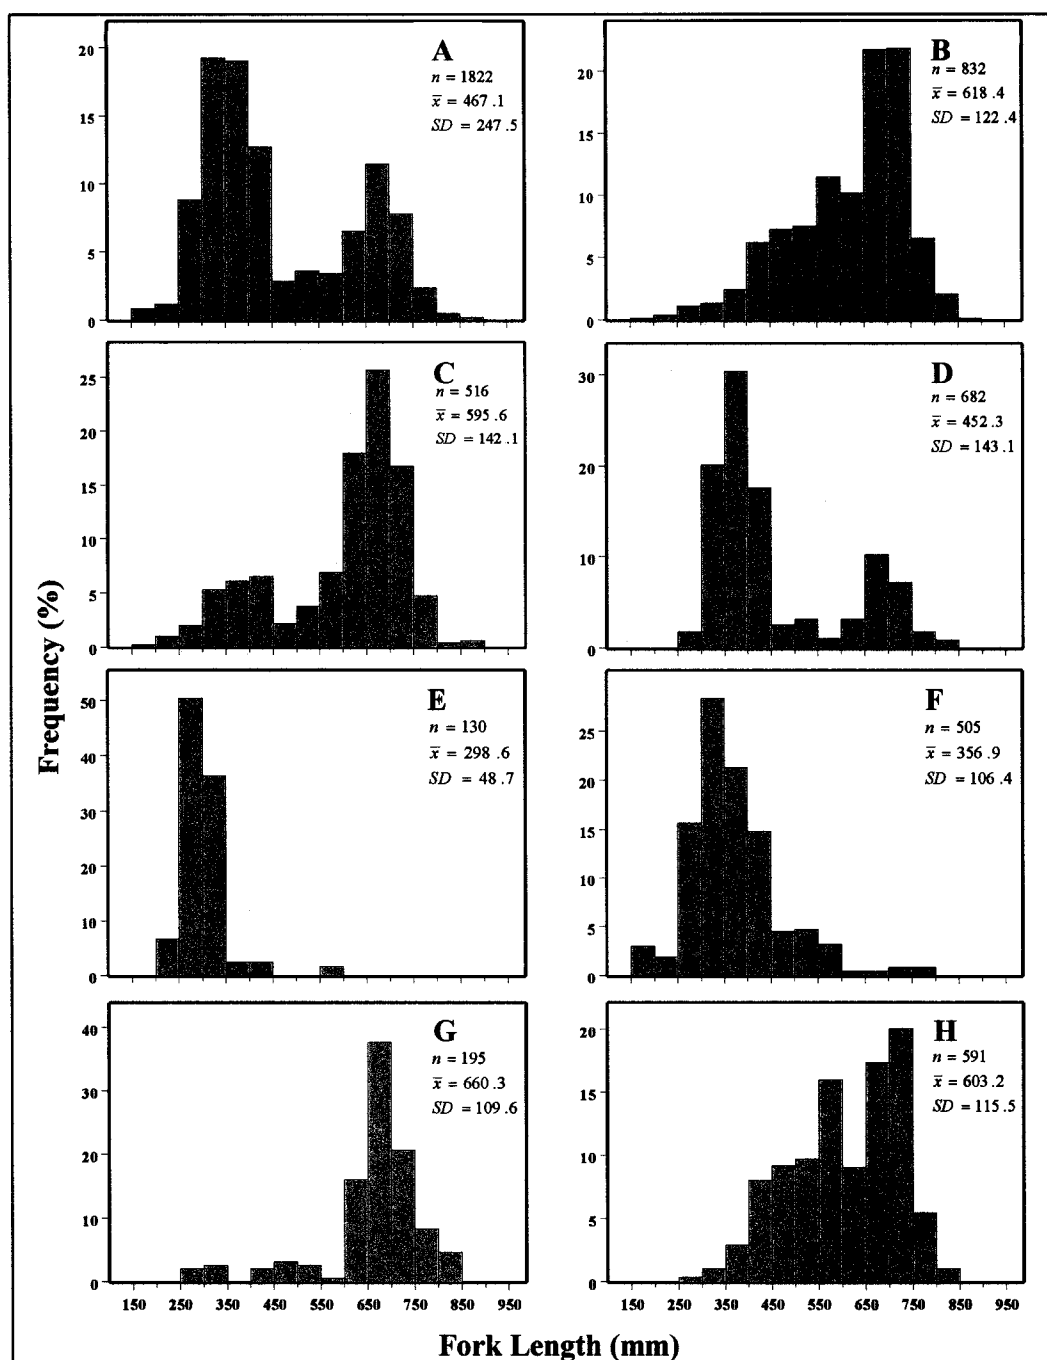 A
n = 1822
x̄ = 467 .1
SD = 247 .5
20
15
10
5
0
B
n = 832
x̄ = 618 .4
SD = 122 .4
20
15
10
5
0
C
n = 516
x̄ = 595 .6
SD = 142 .1
25
20
15
10
5
0
D
n = 682
x̄ = 452 .3
SD = 143 .1
30
20
10
0
E
n = 130
x̄ = 298 .6
SD = 48 .7
50
40
30
20
10
0
F
n = 505
x̄ = 356 .9
SD = 106 .4
25
20
15
10
5
0
G
n = 195
x̄ = 660 .3
SD = 109 .6
40
30
20
10
0
150 250 350 450 550 650 750 850 950
H
n = 591
x̄ = 603 .2
SD = 115 .5
20
15
10
5
0
150 250 350 450 550 650 750 850 950
Frequency (%)
Fork Length (mm)